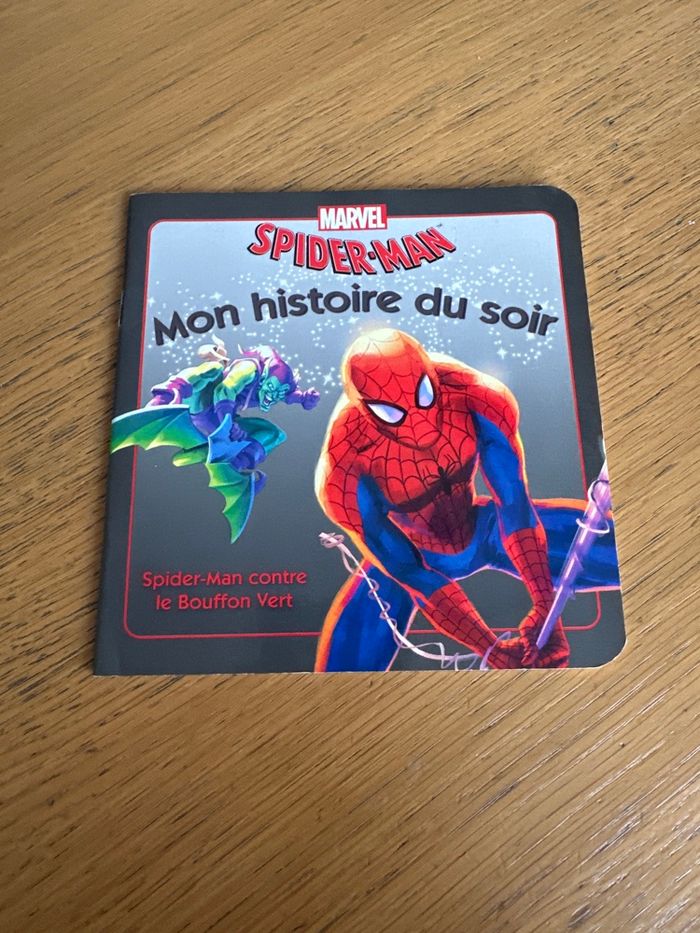 MARVEL
SPIDER-MAN
Mon histoire du soir
Spider-Man contre
le Bouffon Vert